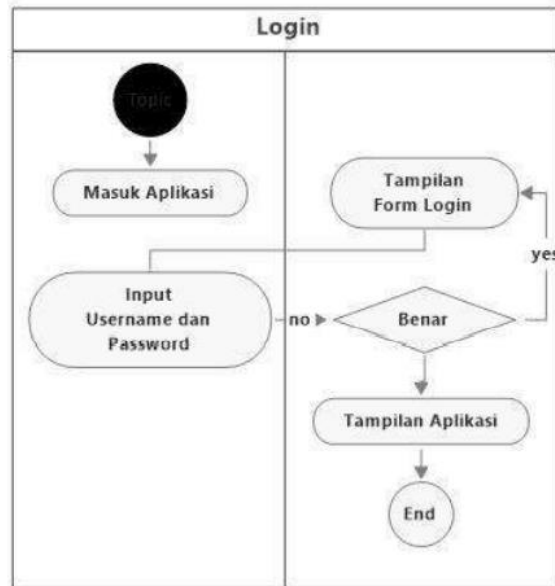 Login
Topic
Masuk Aplikasi
Tampilan
Form Login
yes
Input
Username dan
Password
no
Benar
Tampilan Aplikasi
End